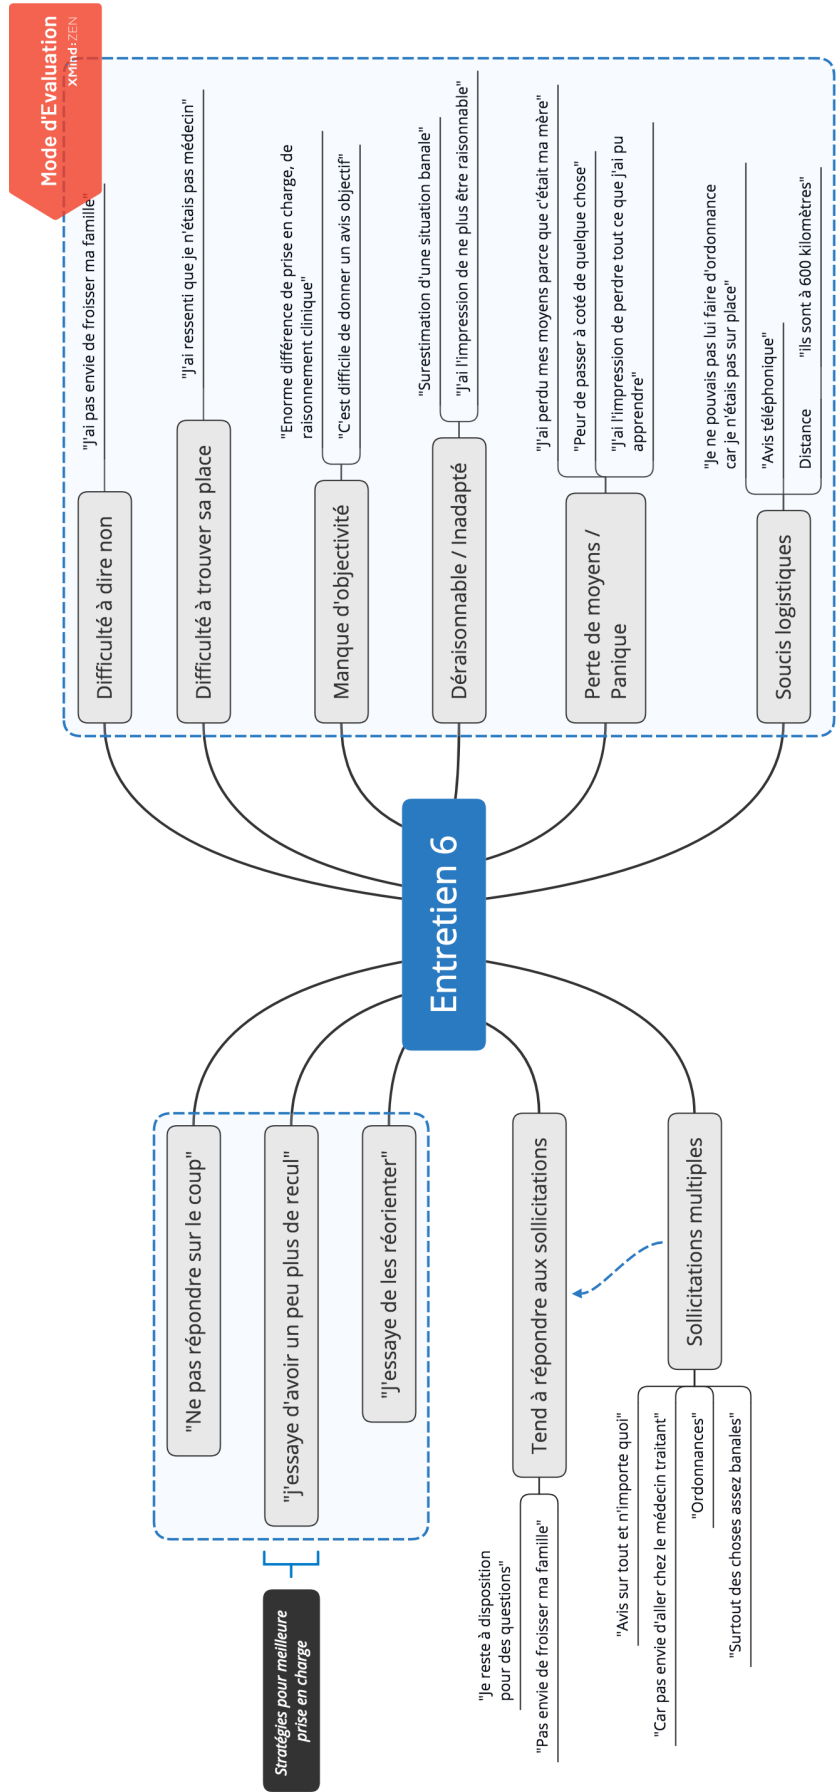 Mode d'Evaluation
XMind:ZEN
Entretien 6
Difficulté à dire non
"J'ai pas envie de froisser ma famille"
Difficulté à trouver sa place
"J'ai ressenti que je n'étais pas médecin"
Manque d'objectivité
"Enorme différence de prise en charge, de
raisonnement clinique"
"C'est difficile de donner un avis objectif"
Déraisonnable / Inadapté
"Surestimation d'une situation banale"
"J'ai l'impression de ne plus être raisonnable"
Perte de moyens /
Panique
"J'ai perdu mes moyens parce que c'était ma mère"
"Peur de passer à coté de quelque chose"
"J'ai l'impression de perdre tout ce que j'ai pu
apprendre"
Soucis logistiques
"Je ne pouvais pas lui faire d'ordonnance
car je n'étais pas sur place"
"Avis téléphonique"
Distance
"ils sont à 600 kilomètres"
"Ne pas répondre sur le coup"
"j'essaye d'avoir un peu plus de recul"
"J'essaye de les réorienter"
Stratégies pour meilleure
prise en charge
Tend à répondre aux sollicitations
"Je reste à disposition
pour des questions"
"Pas envie de froisser ma famille"
Sollicitations multiples
"Avis sur tout et n'importe quoi"
"Car pas envie d'aller chez le médecin traitant"
"Ordonnances"
"Surtout des choses assez banales"